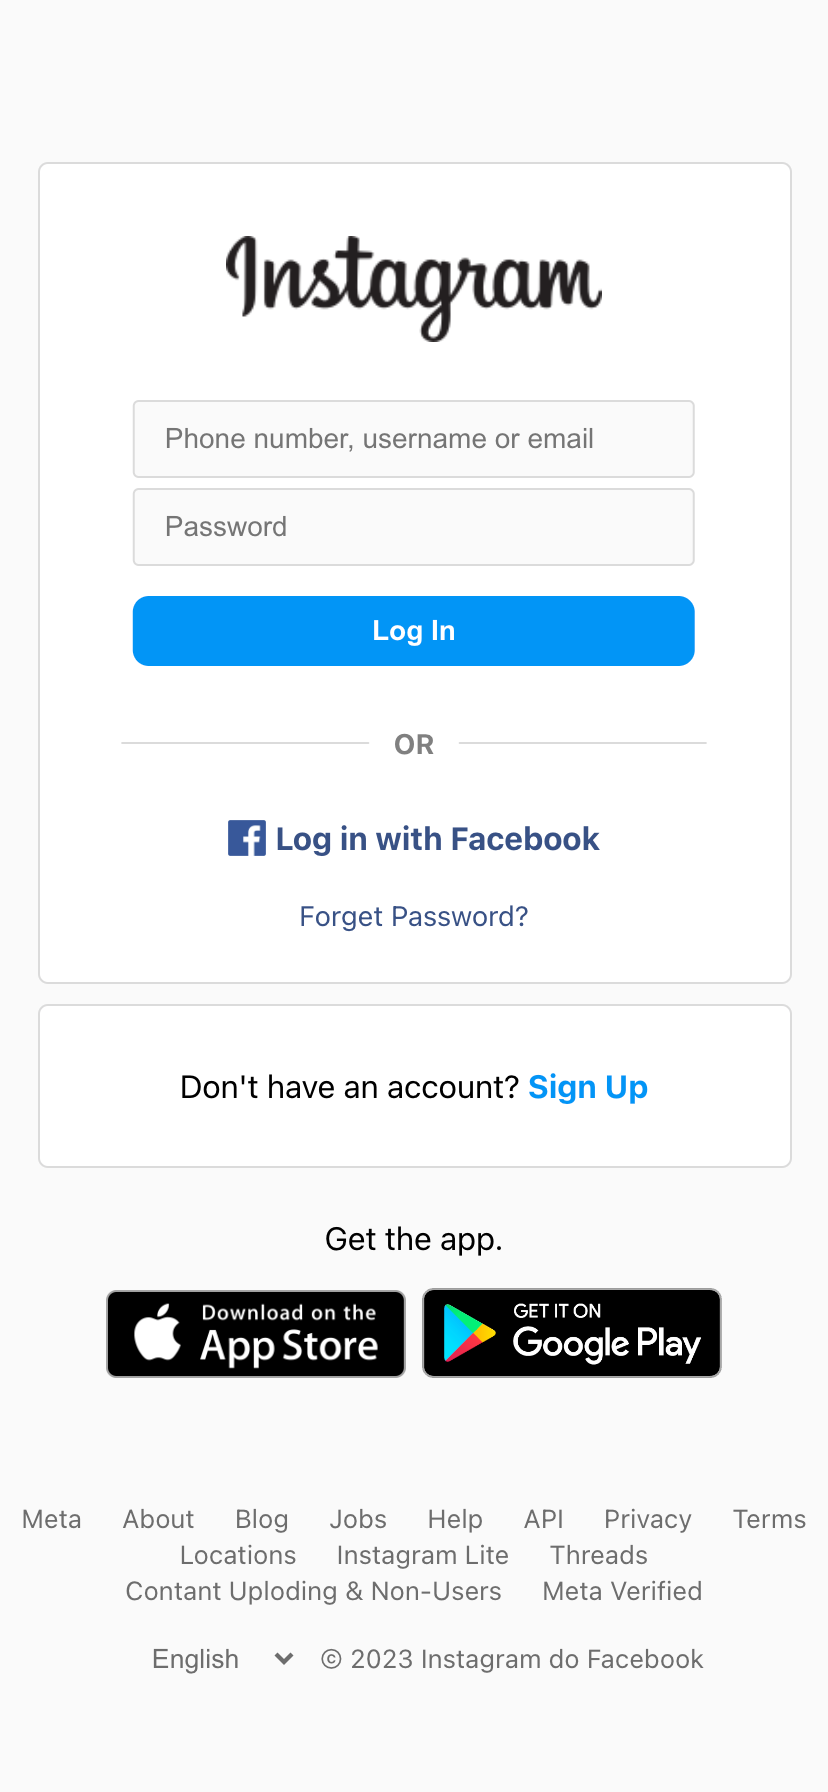 Instagram
Phone number, username or email
Password
Log In
OR
Log in with Facebook
Forget Password?
Don't have an account? Sign Up
Get the app.
Download on the App Store
GET IT ON Google Play
Meta About Blog Jobs Help API Privacy Terms
Locations Instagram Lite Threads
Contant Uploding & Non-Users Meta Verified
English © 2023 Instagram do Facebook